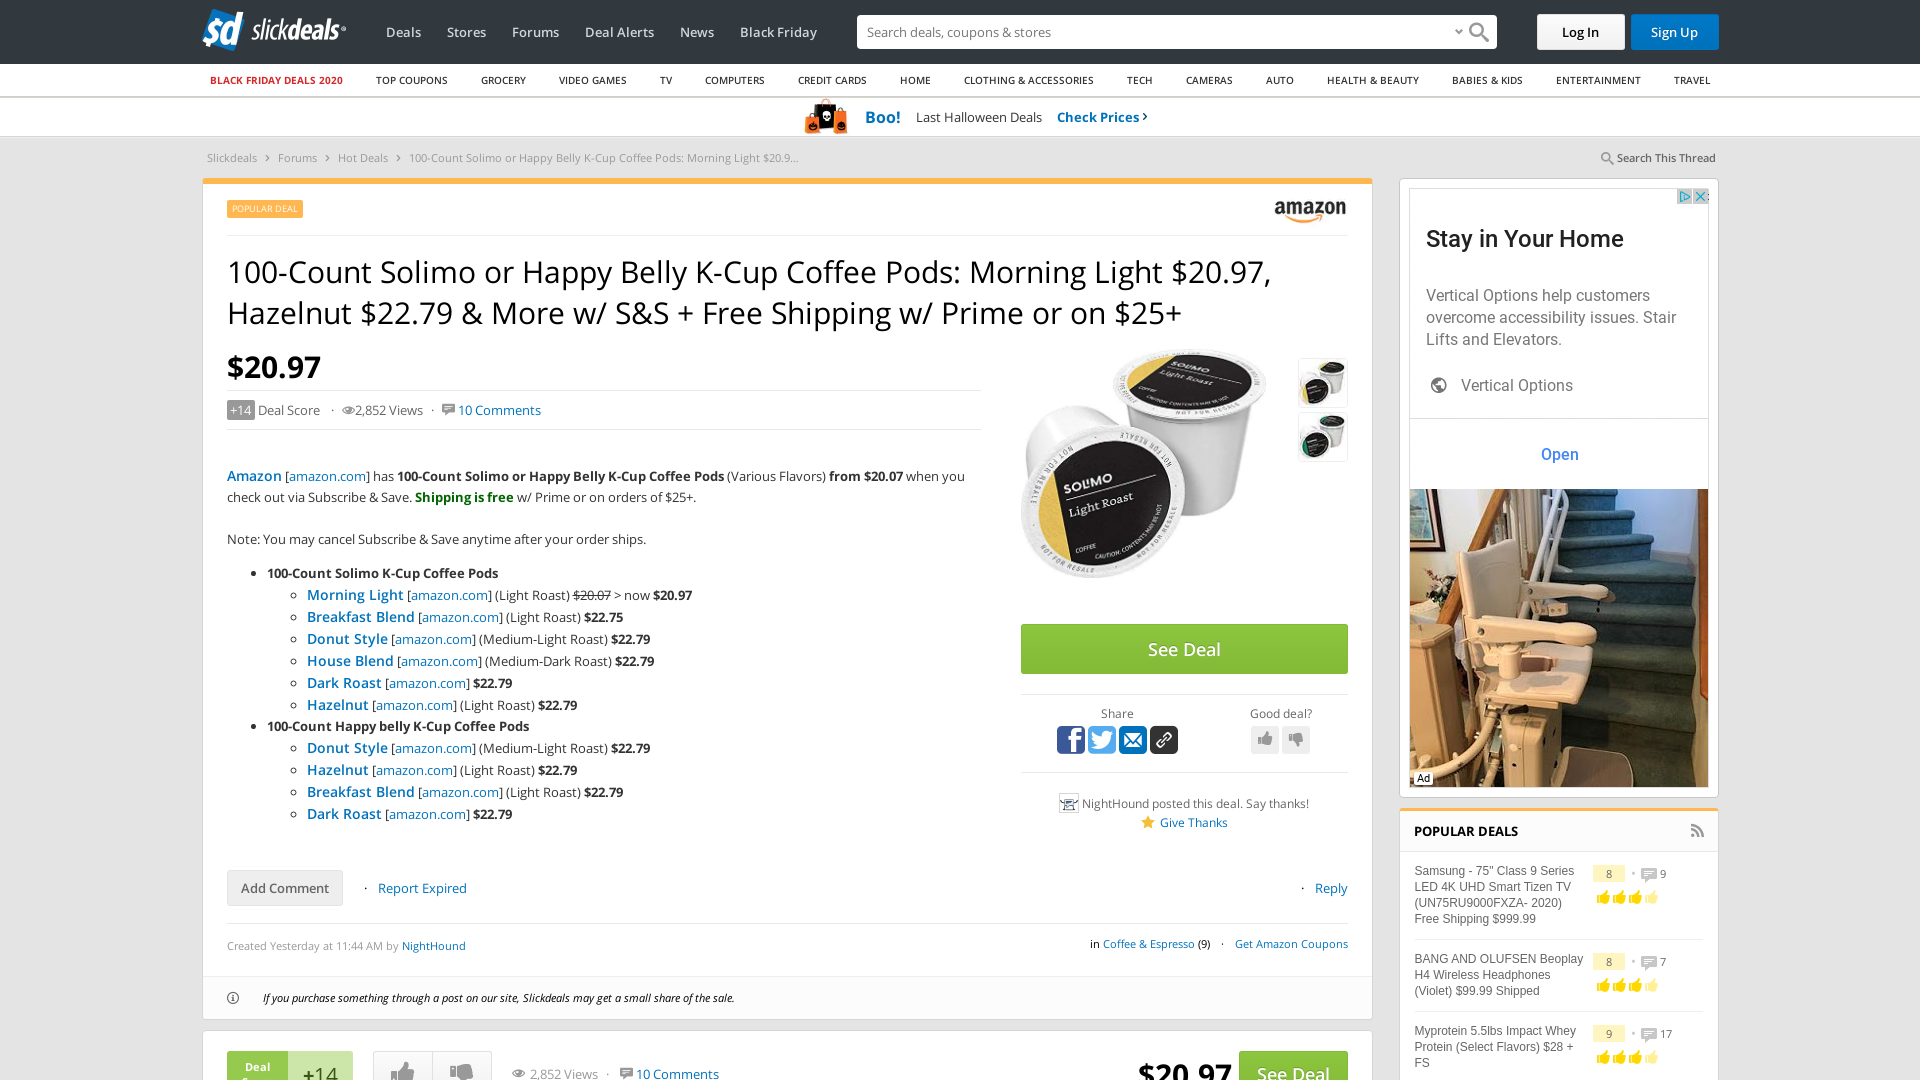 sd slickdeals
Deals
Stores
Forums
Deal Alerts
News
Black Friday
Search deals, coupons & stores
Log In
Sign Up
BLACK FRIDAY DEALS 2020
TOP COUPONS
GROCERY
VIDEO GAMES
TV
COMPUTERS
CREDIT CARDS
HOME
CLOTHING & ACCESSORIES
TECH
CAMERAS
AUTO
HEALTH & BEAUTY
BABIES & KIDS
ENTERTAINMENT
TRAVEL
Boo! Last Halloween Deals Check Prices ›
Slickdeals › Forums › Hot Deals › 100-Count Solimo or Happy Belly K-Cup Coffee Pods: Morning Light $20.9...
Search This Thread
POPULAR DEAL
amazon
100-Count Solimo or Happy Belly K-Cup Coffee Pods: Morning Light $20.97,
Hazelnut $22.79 & More w/ S&S + Free Shipping w/ Prime or on $25+
$20.97
+14 Deal Score · 2,852 Views · 10 Comments
Amazon [amazon.com] has 100-Count Solimo or Happy Belly K-Cup Coffee Pods (Various Flavors) from $20.07 when you
check out via Subscribe & Save. Shipping is free w/ Prime or on orders of $25+.
Note: You may cancel Subscribe & Save anytime after your order ships.
• 100-Count Solimo K-Cup Coffee Pods
◦ Morning Light [amazon.com] (Light Roast) $20.07 > now $20.97
◦ Breakfast Blend [amazon.com] (Light Roast) $22.75
◦ Donut Style [amazon.com] (Medium-Light Roast) $22.79
◦ House Blend [amazon.com] (Medium-Dark Roast) $22.79
◦ Dark Roast [amazon.com] $22.79
◦ Hazelnut [amazon.com] (Light Roast) $22.79
• 100-Count Happy belly K-Cup Coffee Pods
◦ Donut Style [amazon.com] (Medium-Light Roast) $22.79
◦ Hazelnut [amazon.com] (Light Roast) $22.79
◦ Breakfast Blend [amazon.com] (Light Roast) $22.79
◦ Dark Roast [amazon.com] $22.79
SOLIMO
Light Roast
COFFEE
SOLIMO
Light Roast
COFFEE
CAUTION, CONTENTS MAY BE HOT
NOT FOR RESALE
See Deal
Share
Good deal?
NightHound posted this deal. Say thanks!
Give Thanks
Add Comment · Report Expired
· Reply
Created Yesterday at 11:44 AM by NightHound
in Coffee & Espresso (9) · Get Amazon Coupons
If you purchase something through a post on our site, Slickdeals may get a small share of the sale.
Deal
+14
2,852 Views · 10 Comments
$20.97
See Deal
Stay in Your Home
Vertical Options help customers
overcome accessibility issues. Stair
Lifts and Elevators.
Vertical Options
Open
Ad
POPULAR DEALS
Samsung - 75" Class 9 Series
LED 4K UHD Smart Tizen TV
(UN75RU9000FXZA- 2020)
Free Shipping $999.99
8 • 9
BANG AND OLUFSEN Beoplay
H4 Wireless Headphones
(Violet) $99.99 Shipped
8 • 7
Myprotein 5.5lbs Impact Whey
Protein (Select Flavors) $28 +
FS
9 • 17